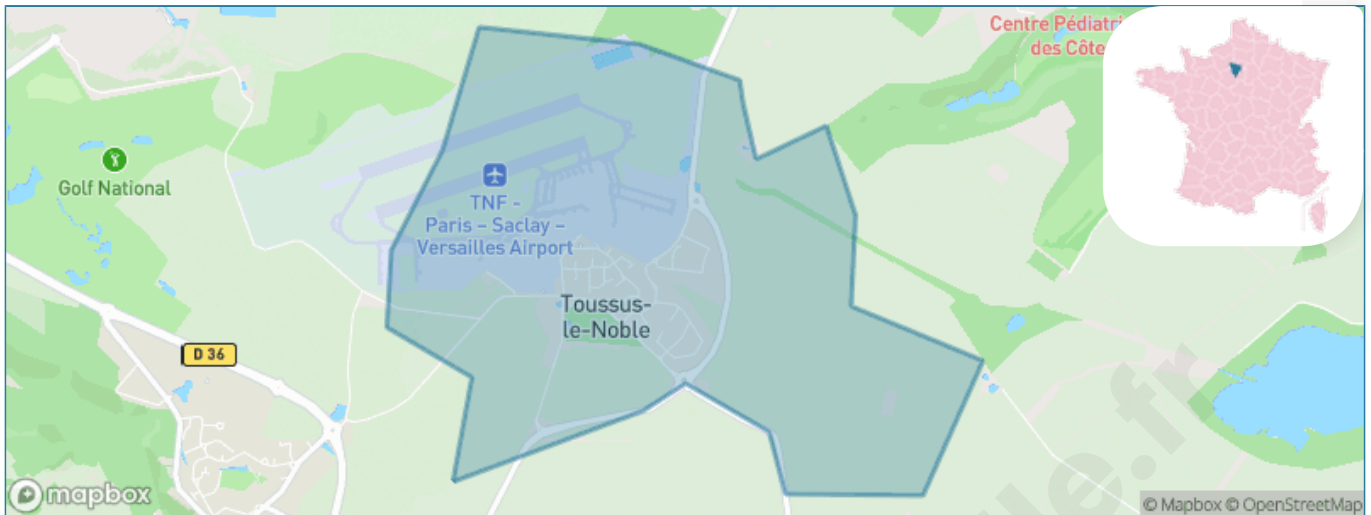 Centre Pédiatri
des Côte
Golf National
TNF -
Paris – Saclay –
Versailles Airport
Toussus-
le-Noble
D 36
mapbox
© Mapbox © OpenStreetMap